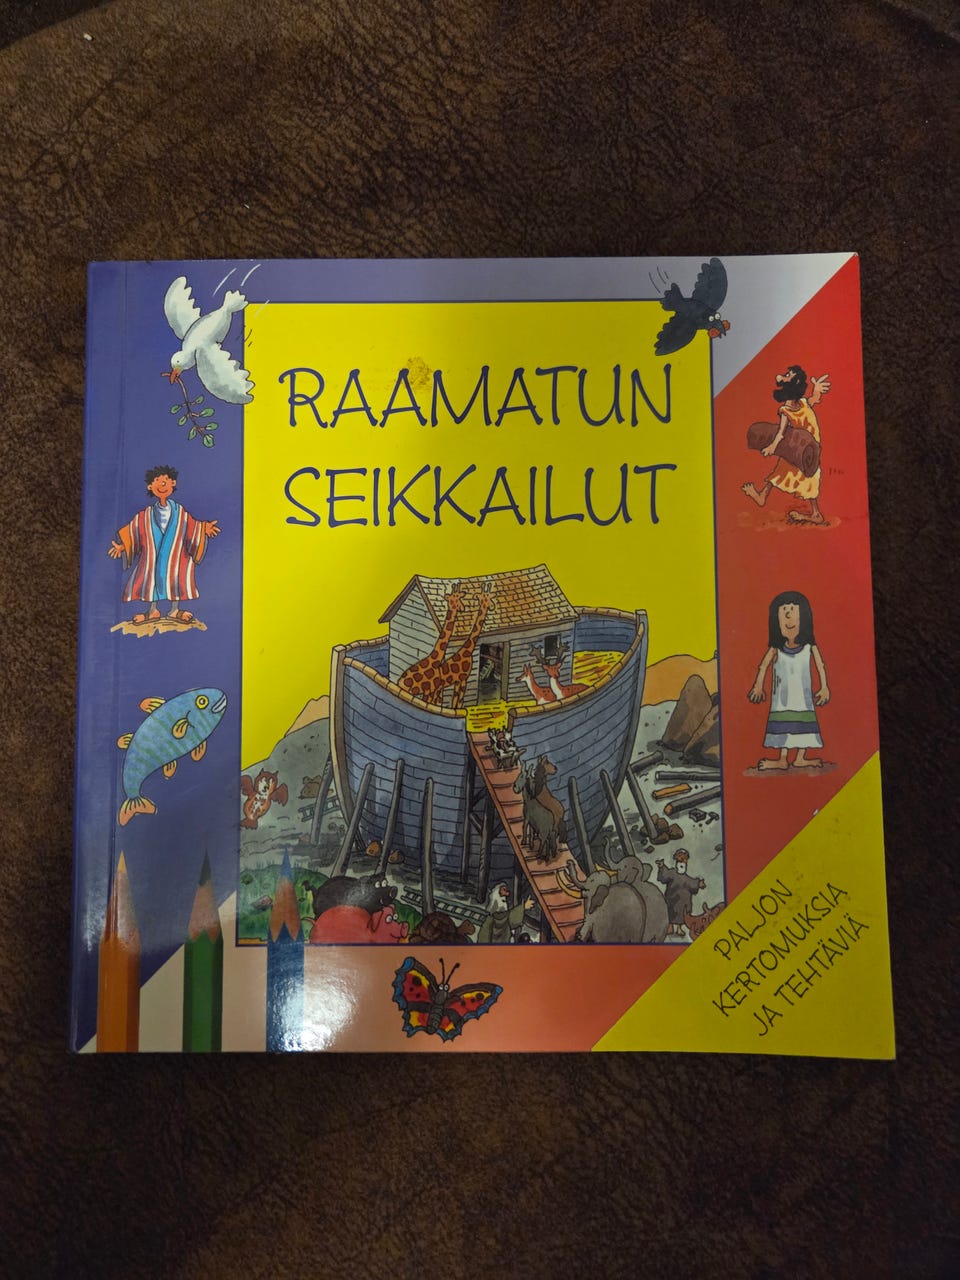 RAAMATUN
SEIKKAILUT
PALJON
KERTOMUKSIA
JA TEHTÄVIÄ